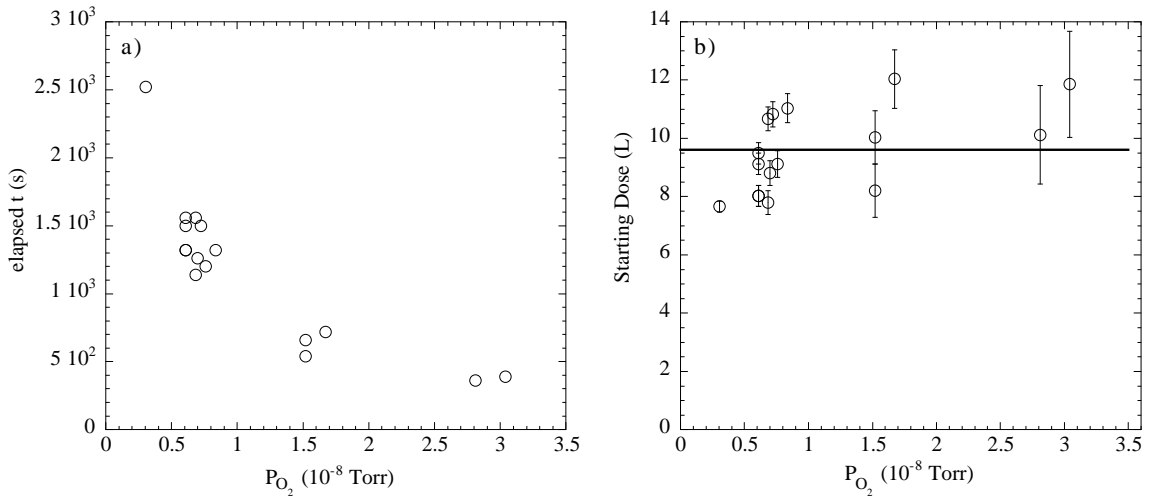 a)
elapsed t (s)
3 10³
2.5 10³
2 10³
1.5 10³
1 10³
5 10²
0
0 0.5 1 1.5 2 2.5 3 3.5
P_O₂ (10⁻⁸ Torr)
b)
Starting Dose (L)
14
12
10
8
6
4
2
0
0 0.5 1 1.5 2 2.5 3 3.5
P_O₂ (10⁻⁸ Torr)